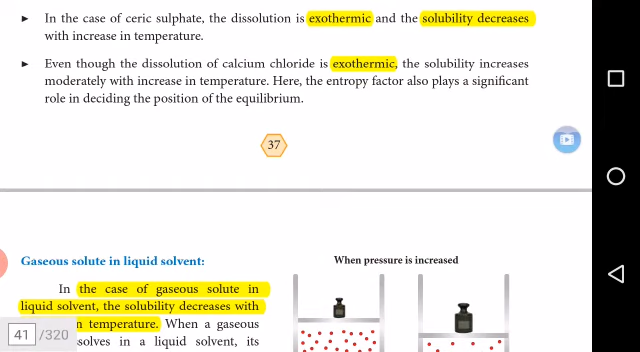 ► In the case of ceric sulphate, the dissolution is exothermic and the solubility decreases
with increase in temperature.
► Even though the dissolution of calcium chloride is exothermic, the solubility increases
moderately with increase in temperature. Here, the entropy factor also plays a significant
role in deciding the position of the equilibrium.
37
Gaseous solute in liquid solvent:
In the case of gaseous solute in
liquid solvent, the solubility decreases with
n temperature. When a gaseous
solves in a liquid solvent, its
When pressure is increased
41 /320